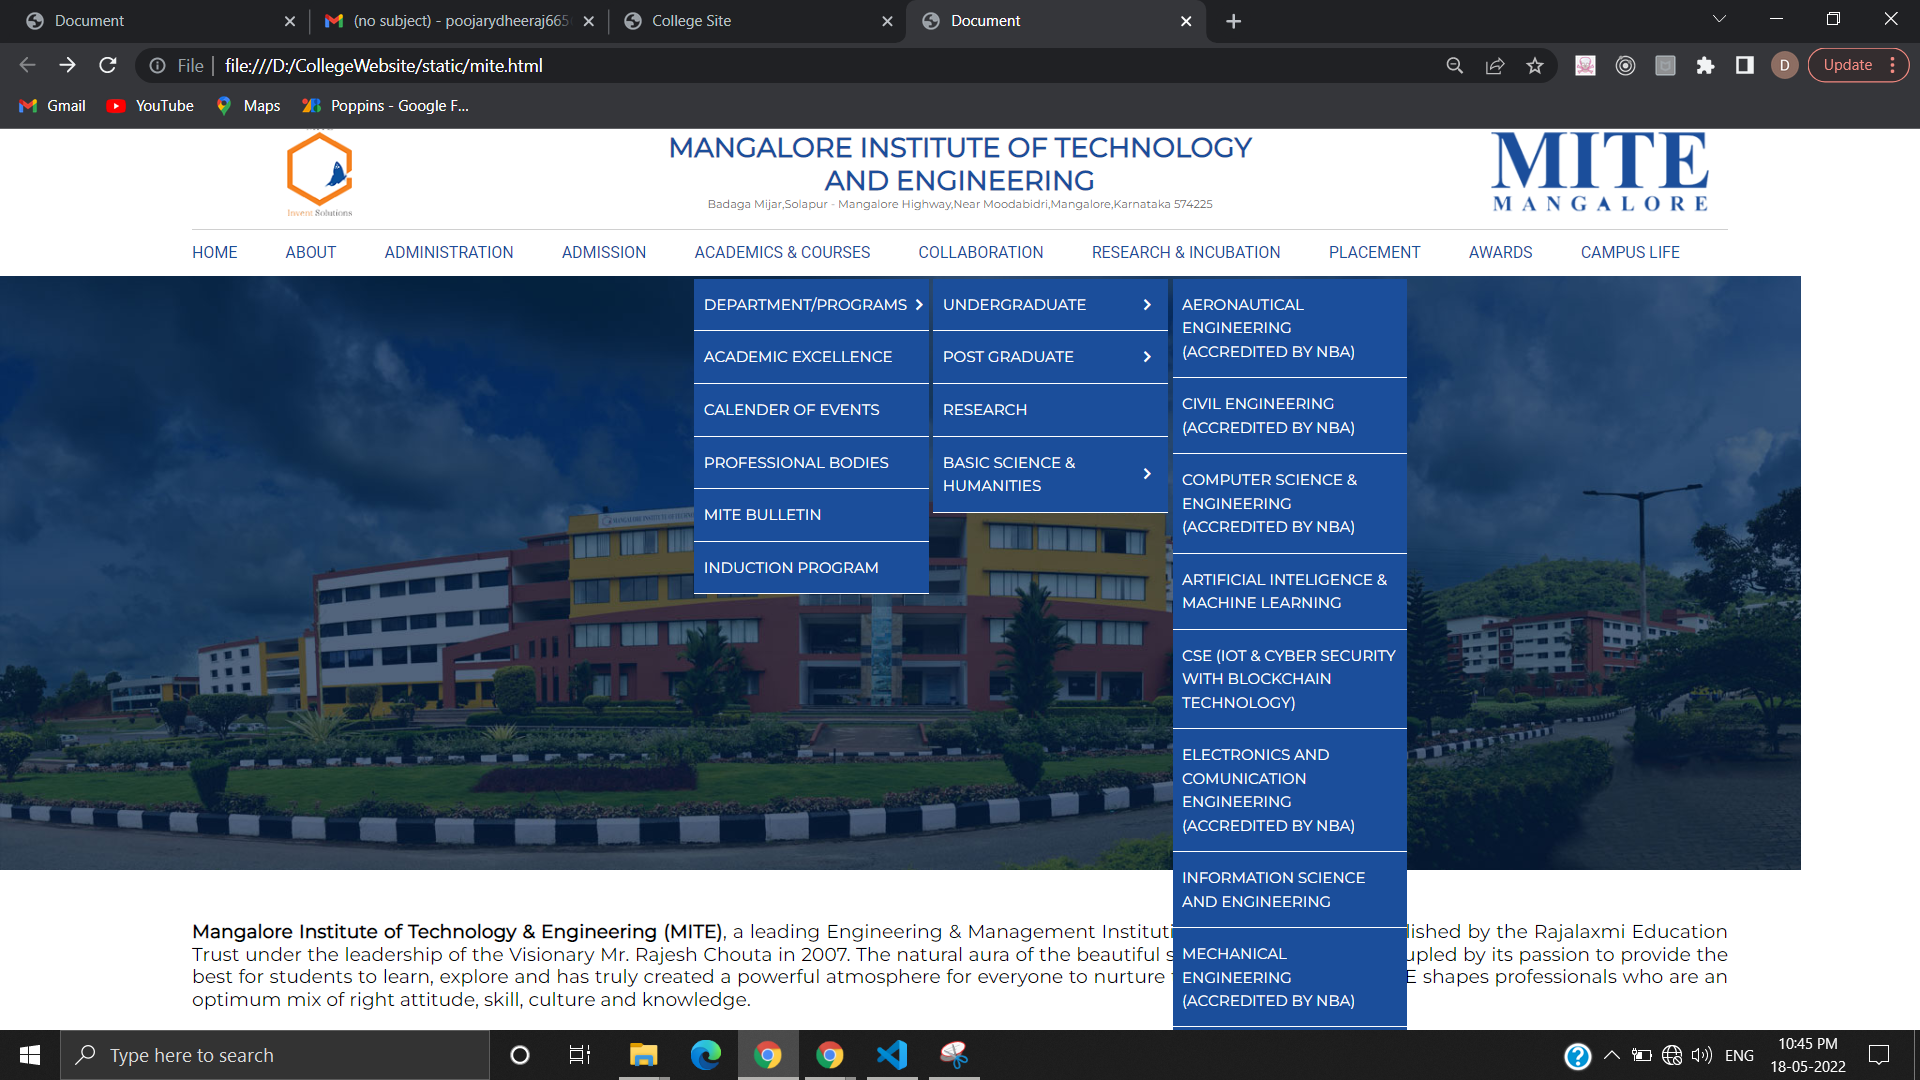 Document
(no subject) - poojarydheeraj665
College Site
Document
File
file:///D:/CollegeWebsite/static/mite.html
D
Update
Gmail
YouTube
Maps
Poppins - Google F...
Invent Solutions
MANGALORE INSTITUTE OF TECHNOLOGY
AND ENGINEERING
Badaga Mijar,Solapur - Mangalore Highway,Near Moodabidri,Mangalore,Karnataka 574225
MITE
MANGALORE
HOME
ABOUT
ADMINISTRATION
ADMISSION
ACADEMICS & COURSES
COLLABORATION
RESEARCH & INCUBATION
PLACEMENT
AWARDS
CAMPUS LIFE
DEPARTMENT/PROGRAMS
ACADEMIC EXCELLENCE
CALENDER OF EVENTS
PROFESSIONAL BODIES
MITE BULLETIN
INDUCTION PROGRAM
UNDERGRADUATE
POST GRADUATE
RESEARCH
BASIC SCIENCE &
HUMANITIES
AERONAUTICAL
ENGINEERING
(ACCREDITED BY NBA)
CIVIL ENGINEERING
(ACCREDITED BY NBA)
COMPUTER SCIENCE &
ENGINEERING
(ACCREDITED BY NBA)
ARTIFICIAL INTELIGENCE &
MACHINE LEARNING
CSE (IOT & CYBER SECURITY
WITH BLOCKCHAIN
TECHNOLOGY)
ELECTRONICS AND
COMUNICATION
ENGINEERING
(ACCREDITED BY NBA)
INFORMATION SCIENCE
AND ENGINEERING
MECHANICAL
ENGINEERING
(ACCREDITED BY NBA)
MANGALORE INSTITUTE OF
Mangalore Institute of Technology & Engineering (MITE), a leading Engineering & Management Instituti lished by the Rajalaxmi Education
Trust under the leadership of the Visionary Mr. Rajesh Chouta in 2007. The natural aura of the beautiful s upled by its passion to provide the
best for students to learn, explore and has truly created a powerful atmosphere for everyone to nurture E shapes professionals who are an
optimum mix of right attitude, skill, culture and knowledge.
Type here to search
ENG
10:45 PM
18-05-2022